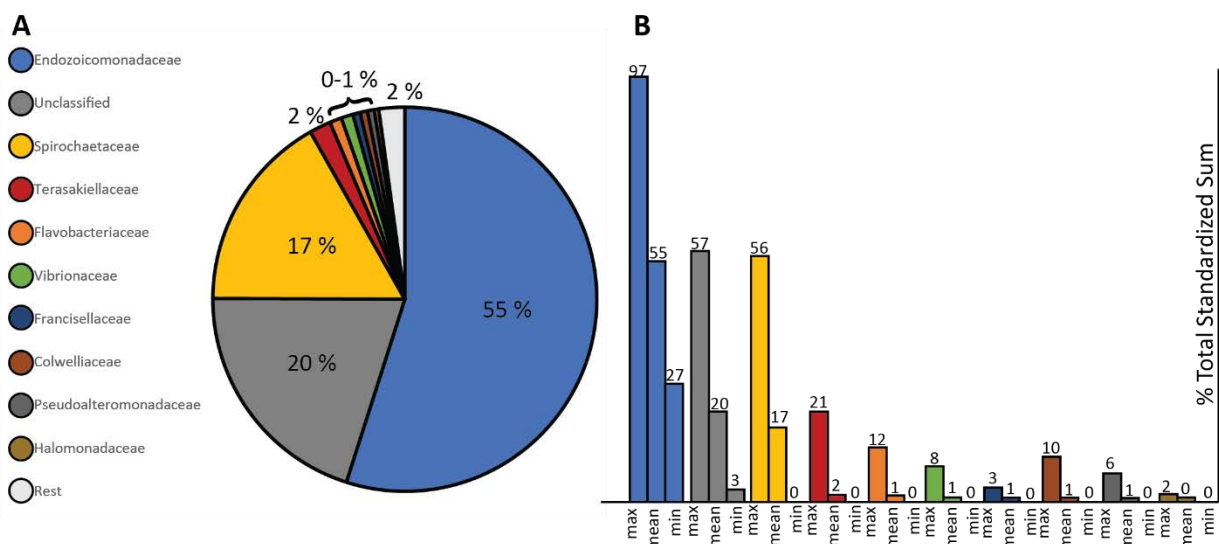 A
Endozoicomonadaceae
Unclassified
Spirochaetaceae
Terasakiellaceae
Flavobacteriaceae
Vibrionaceae
Francisellaceae
Colwelliaceae
Pseudoalteromonadaceae
Halomonadaceae
Rest
0-1 %
2 %
2 %
17 %
55 %
20 %
B
97
55
27
57
20
3
56
17
0
21
2
0
12
1
0
8
1
0
3
1
0
10
1
0
6
1
0
2
0
0
max
mean
min
max
mean
min
max
mean
min
max
mean
min
max
mean
min
max
mean
min
max
mean
min
max
mean
min
max
mean
min
max
mean
min
% Total Standardized Sum